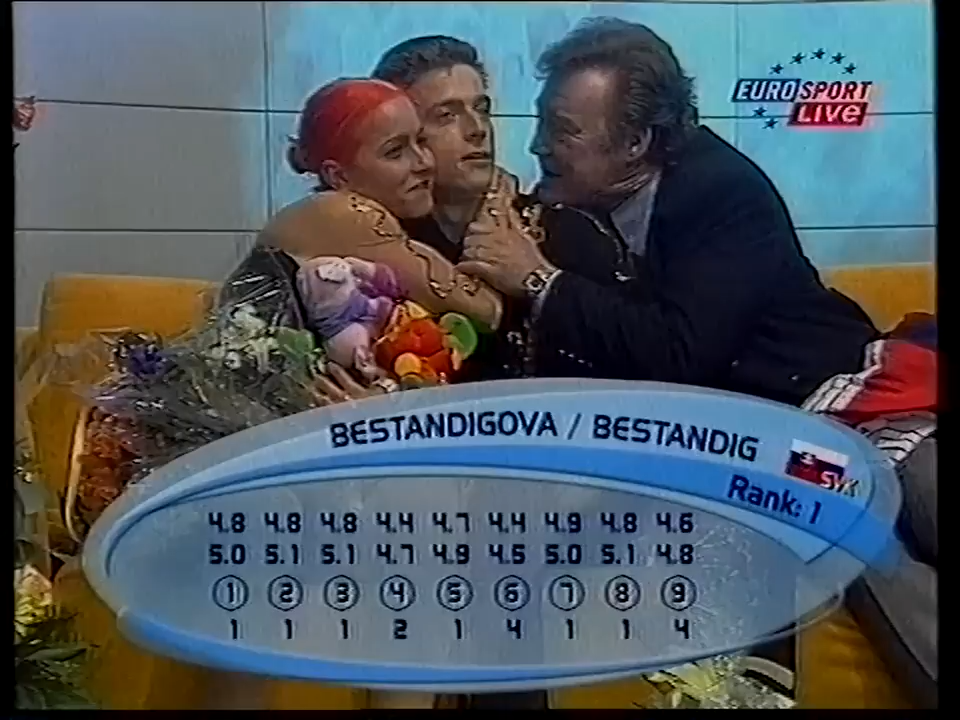 EUROSPORT
LIVE
BESTANDIGOVA / BESTANDIG
SVK
Rank: 1
4.8 4.8 4.8 4.4 4.7 4.4 4.9 4.8 4.6
5.0 5.1 5.1 4.7 4.9 4.5 5.0 5.1 4.8
1 2 3 4 5 6 7 8 9
1 1 1 2 1 4 1 1 4